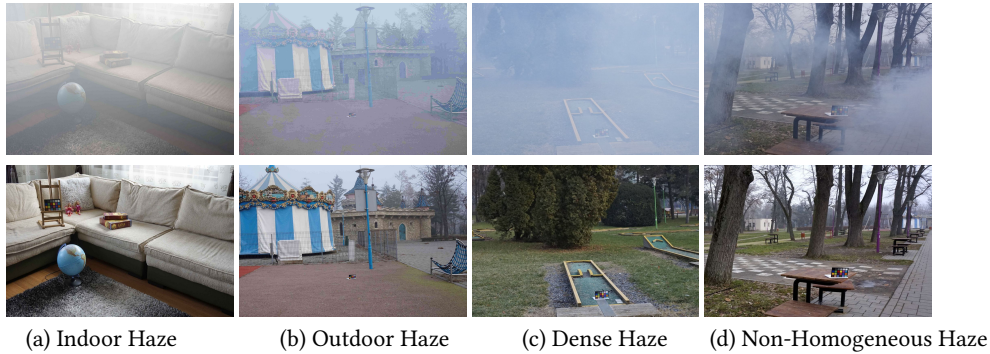 (a) Indoor Haze
(b) Outdoor Haze
(c) Dense Haze
(d) Non-Homogeneous Haze